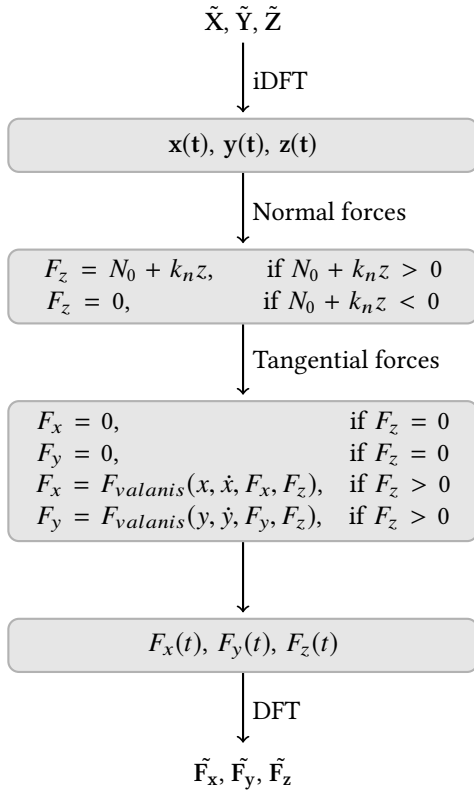 X̃, Ỹ, Z̃
iDFT
x(t), y(t), z(t)
Normal forces
F_z = N_0 + k_n z, if N_0 + k_n z > 0
F_z = 0, if N_0 + k_n z < 0
Tangential forces
F_x = 0, if F_z = 0
F_y = 0, if F_z = 0
F_x = F_valanis(x, ẋ, F_x, F_z), if F_z > 0
F_y = F_valanis(y, ẏ, F_y, F_z), if F_z > 0
F_x(t), F_y(t), F_z(t)
DFT
F̃_x, F̃_y, F̃_z